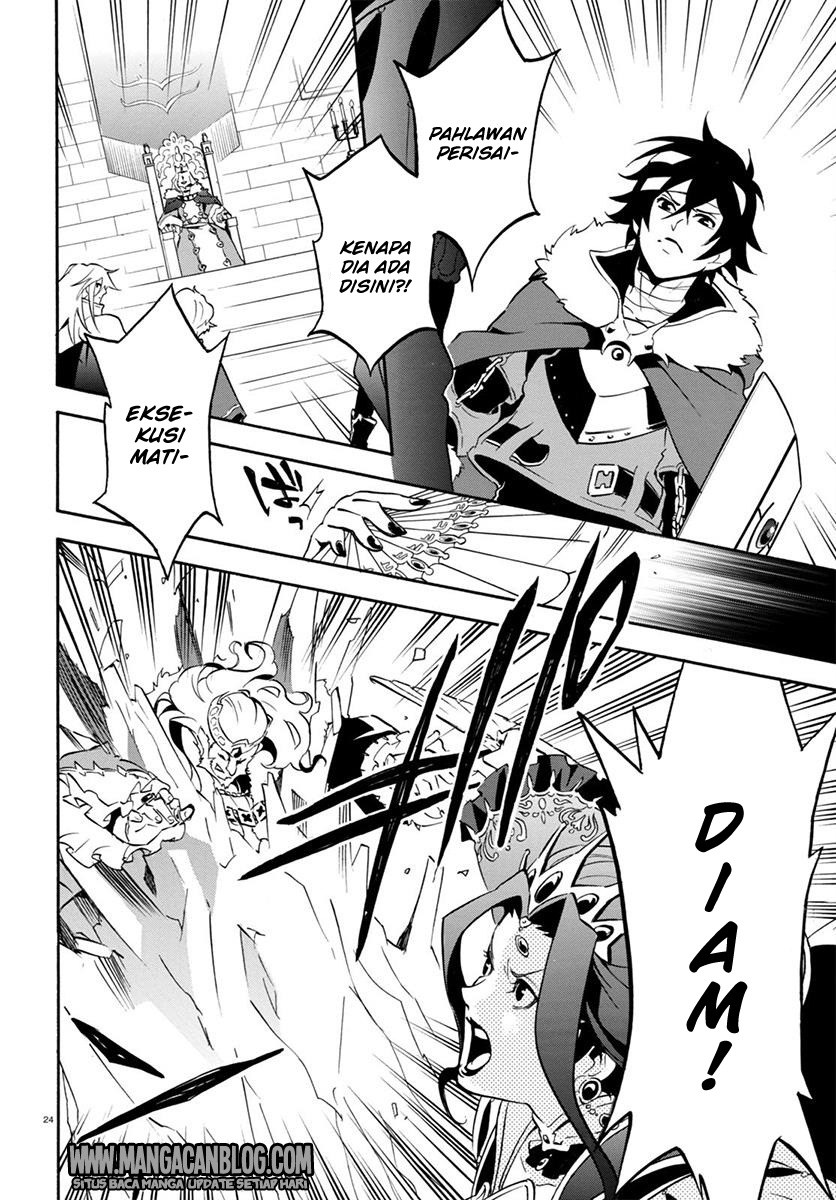 PAHLAWAN
PERISAI-
KENAPA
DIA ADA
DISINI?!
EKSE-
KUSI
MATI-
DIAM!
24
WWW.MANGACANBLOG.COM
SITUS BACA MANGA UPDATE SETIAP HARI